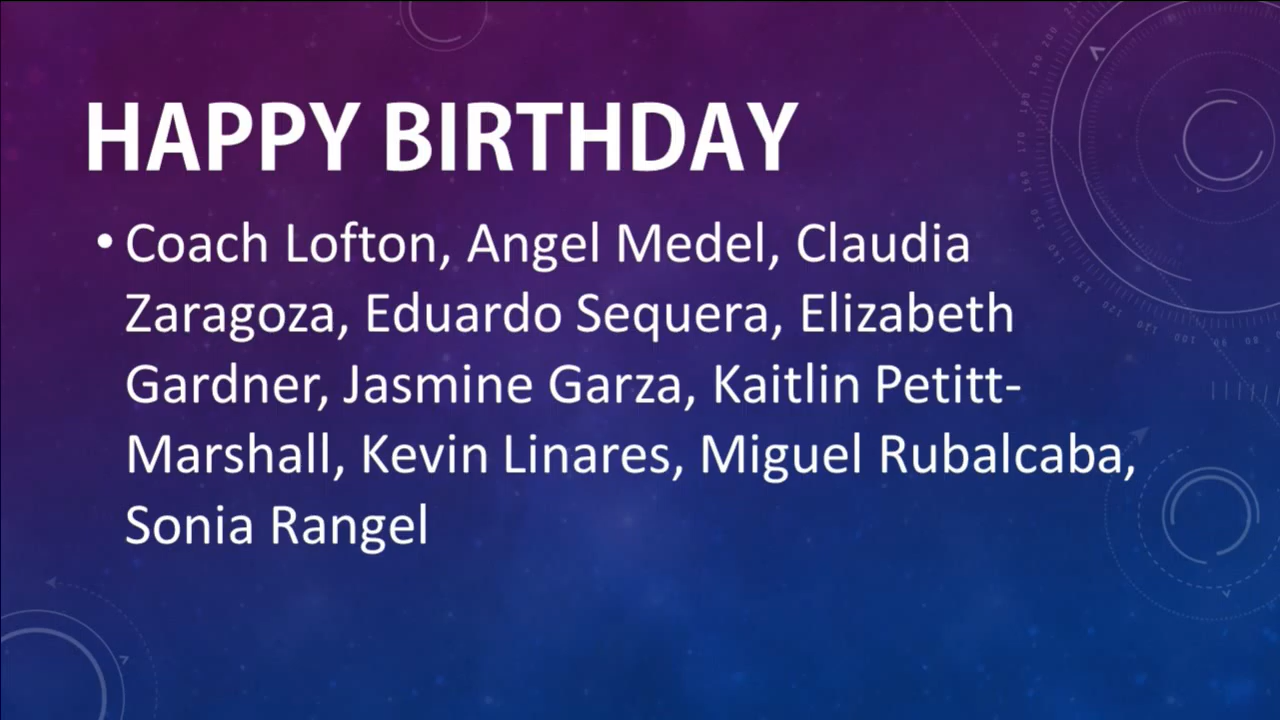 HAPPY BIRTHDAY
• Coach Lofton, Angel Medel, Claudia
Zaragoza, Eduardo Sequera, Elizabeth
Gardner, Jasmine Garza, Kaitlin Petitt-
Marshall, Kevin Linares, Miguel Rubalcaba,
Sonia Rangel